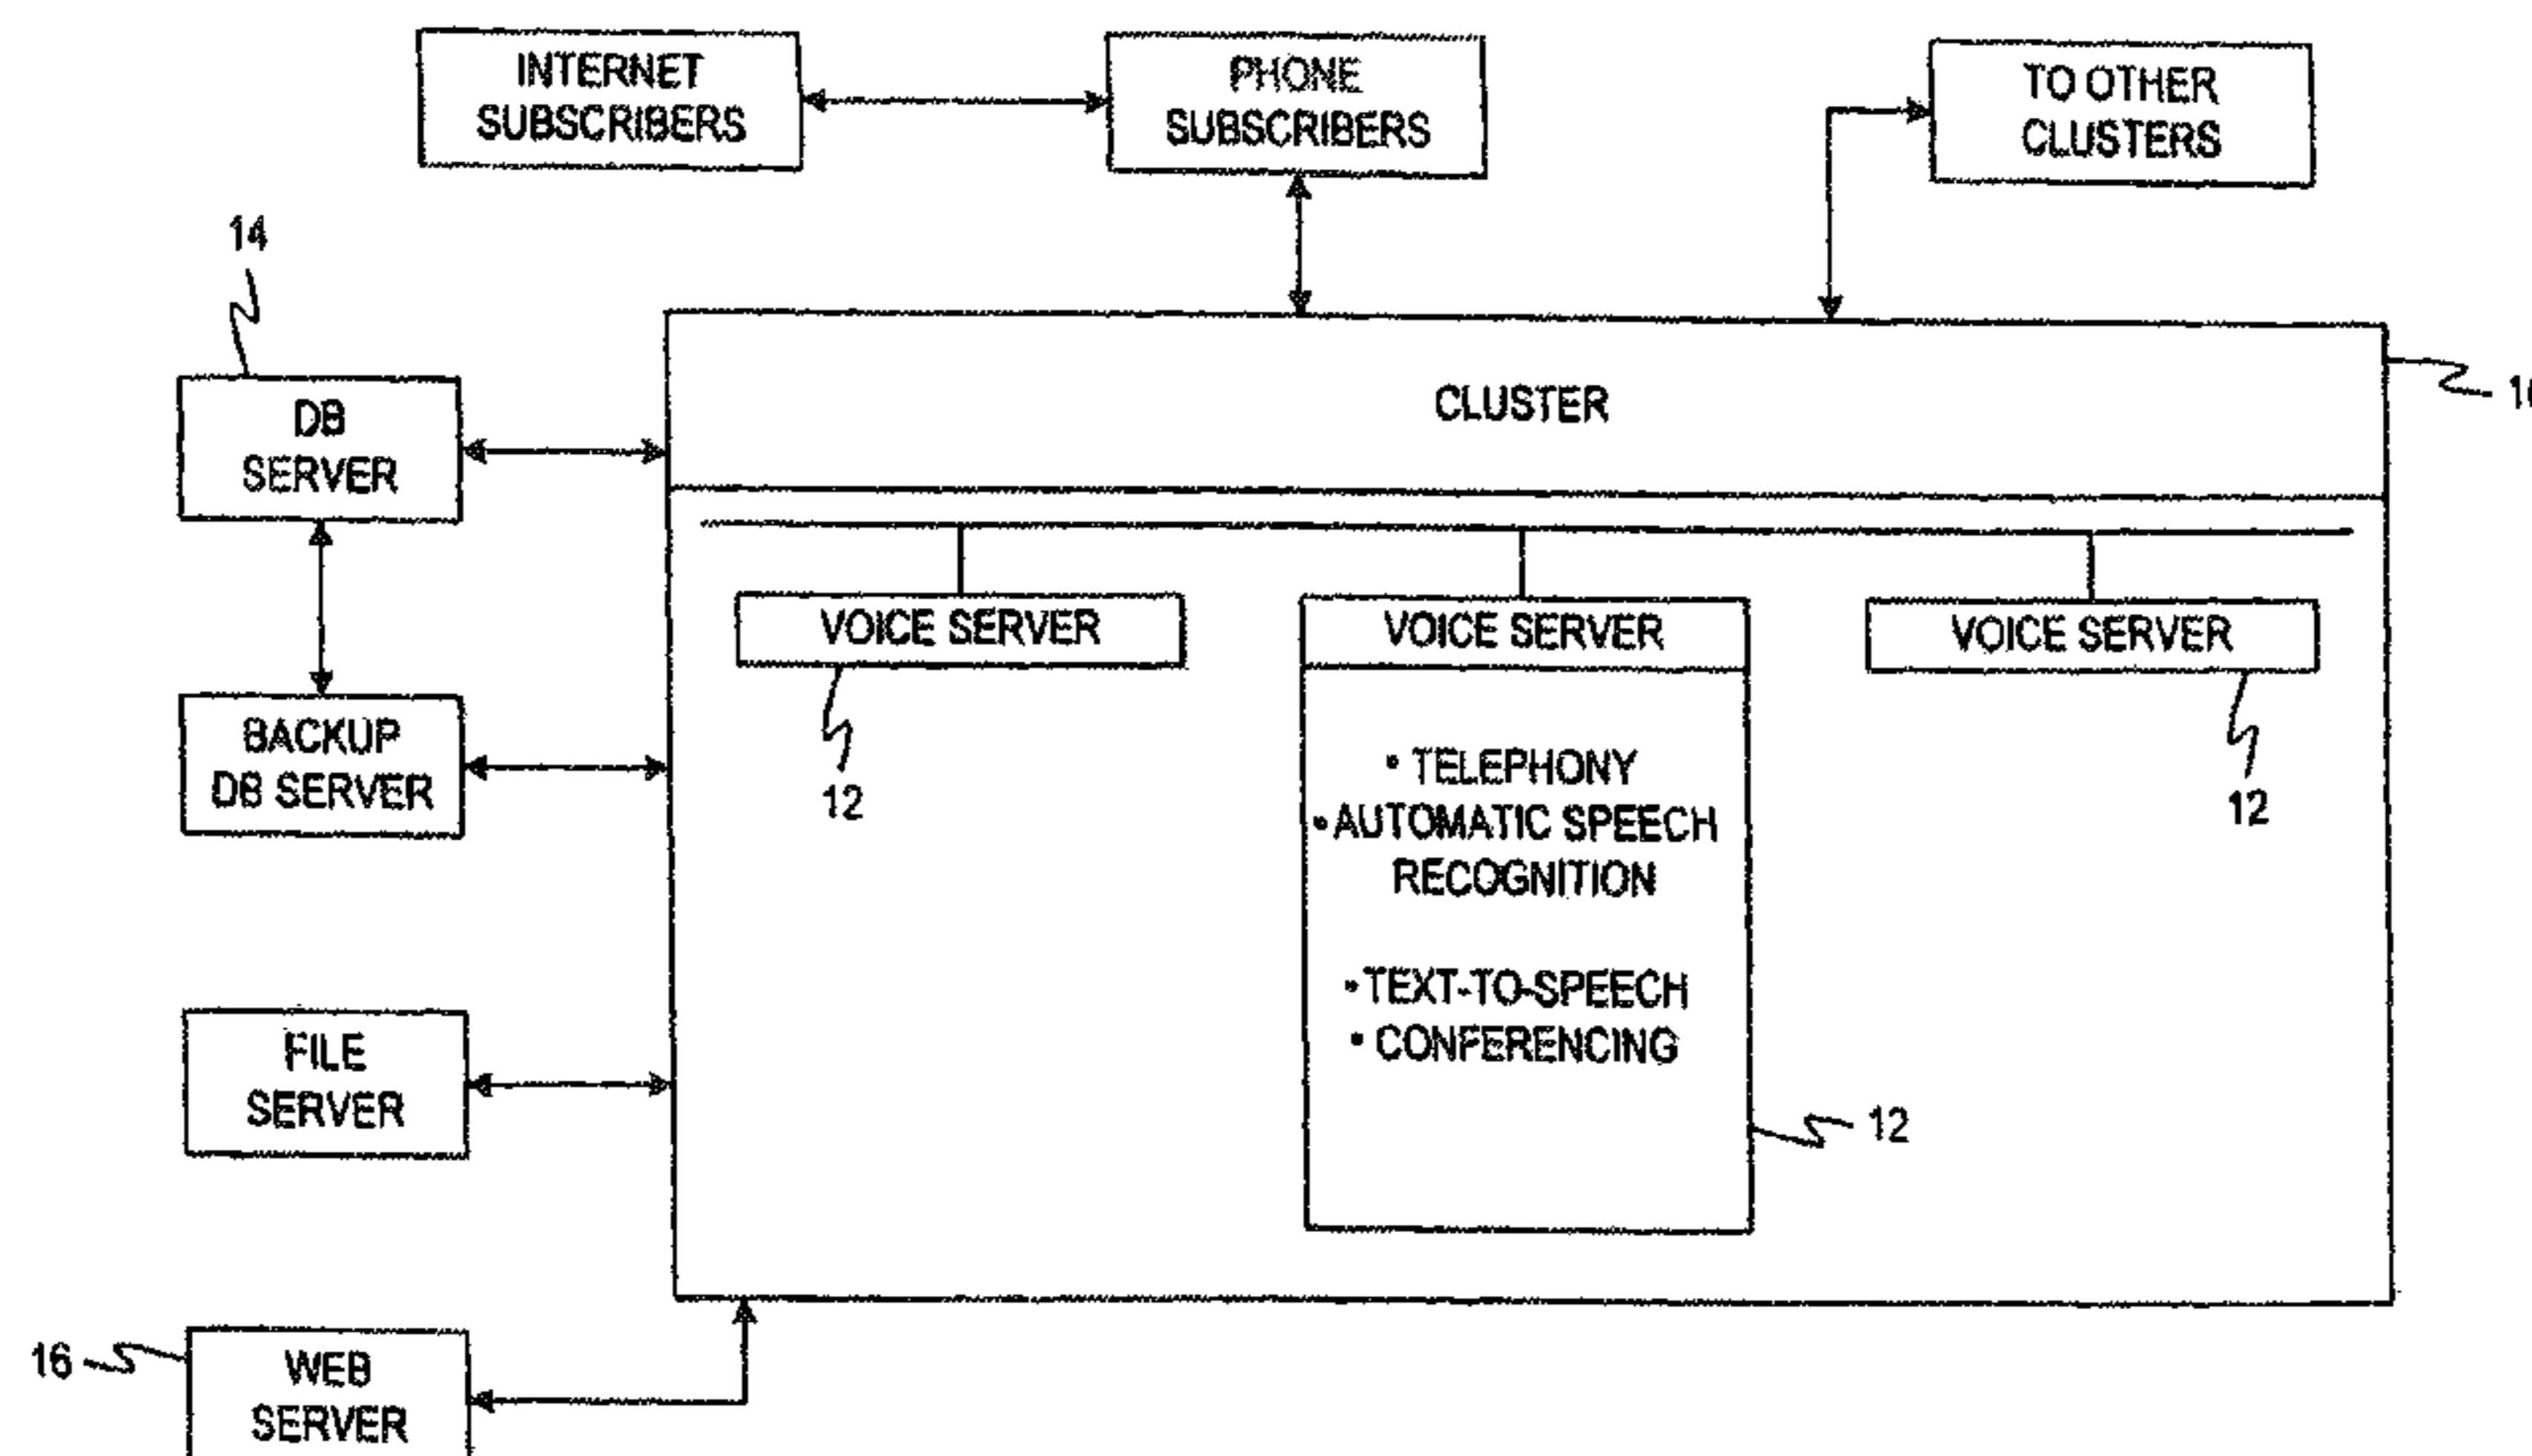 INTERNET
SUBSCRIBERS
PHONE
SUBSCRIBERS
TO OTHER
CLUSTERS
14
DB
SERVER
CLUSTER
VOICE SERVER
VOICE SERVER
VOICE SERVER
BACKUP
DB SERVER
12
12
• TELEPHONY
• AUTOMATIC SPEECH
RECOGNITION
• TEXT-TO-SPEECH
• CONFERENCING
FILE
SERVER
12
16
WEB
SERVER